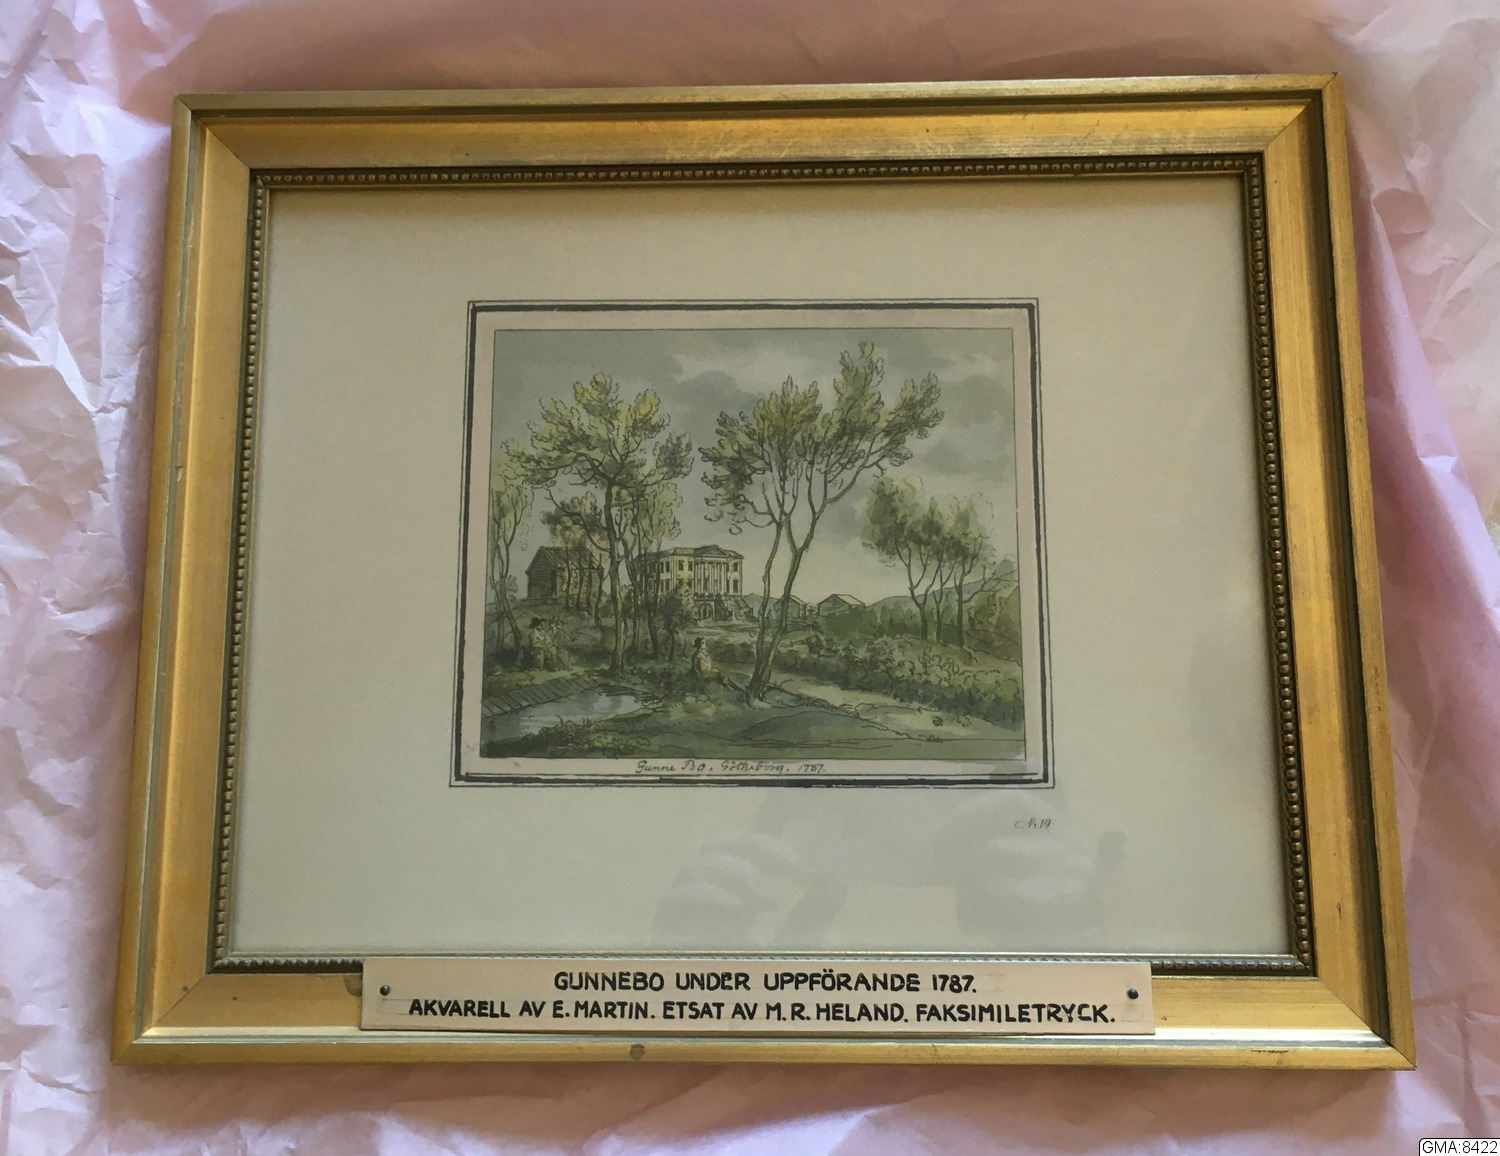 Gunne Bo. Götheborg. 1787.
No 19
GUNNEBO UNDER UPPFÖRANDE 1787.
AKVARELL AV E. MARTIN. ETSAT AV M. R. HELAND. FAKSIMILETRYCK.
GMA:8422